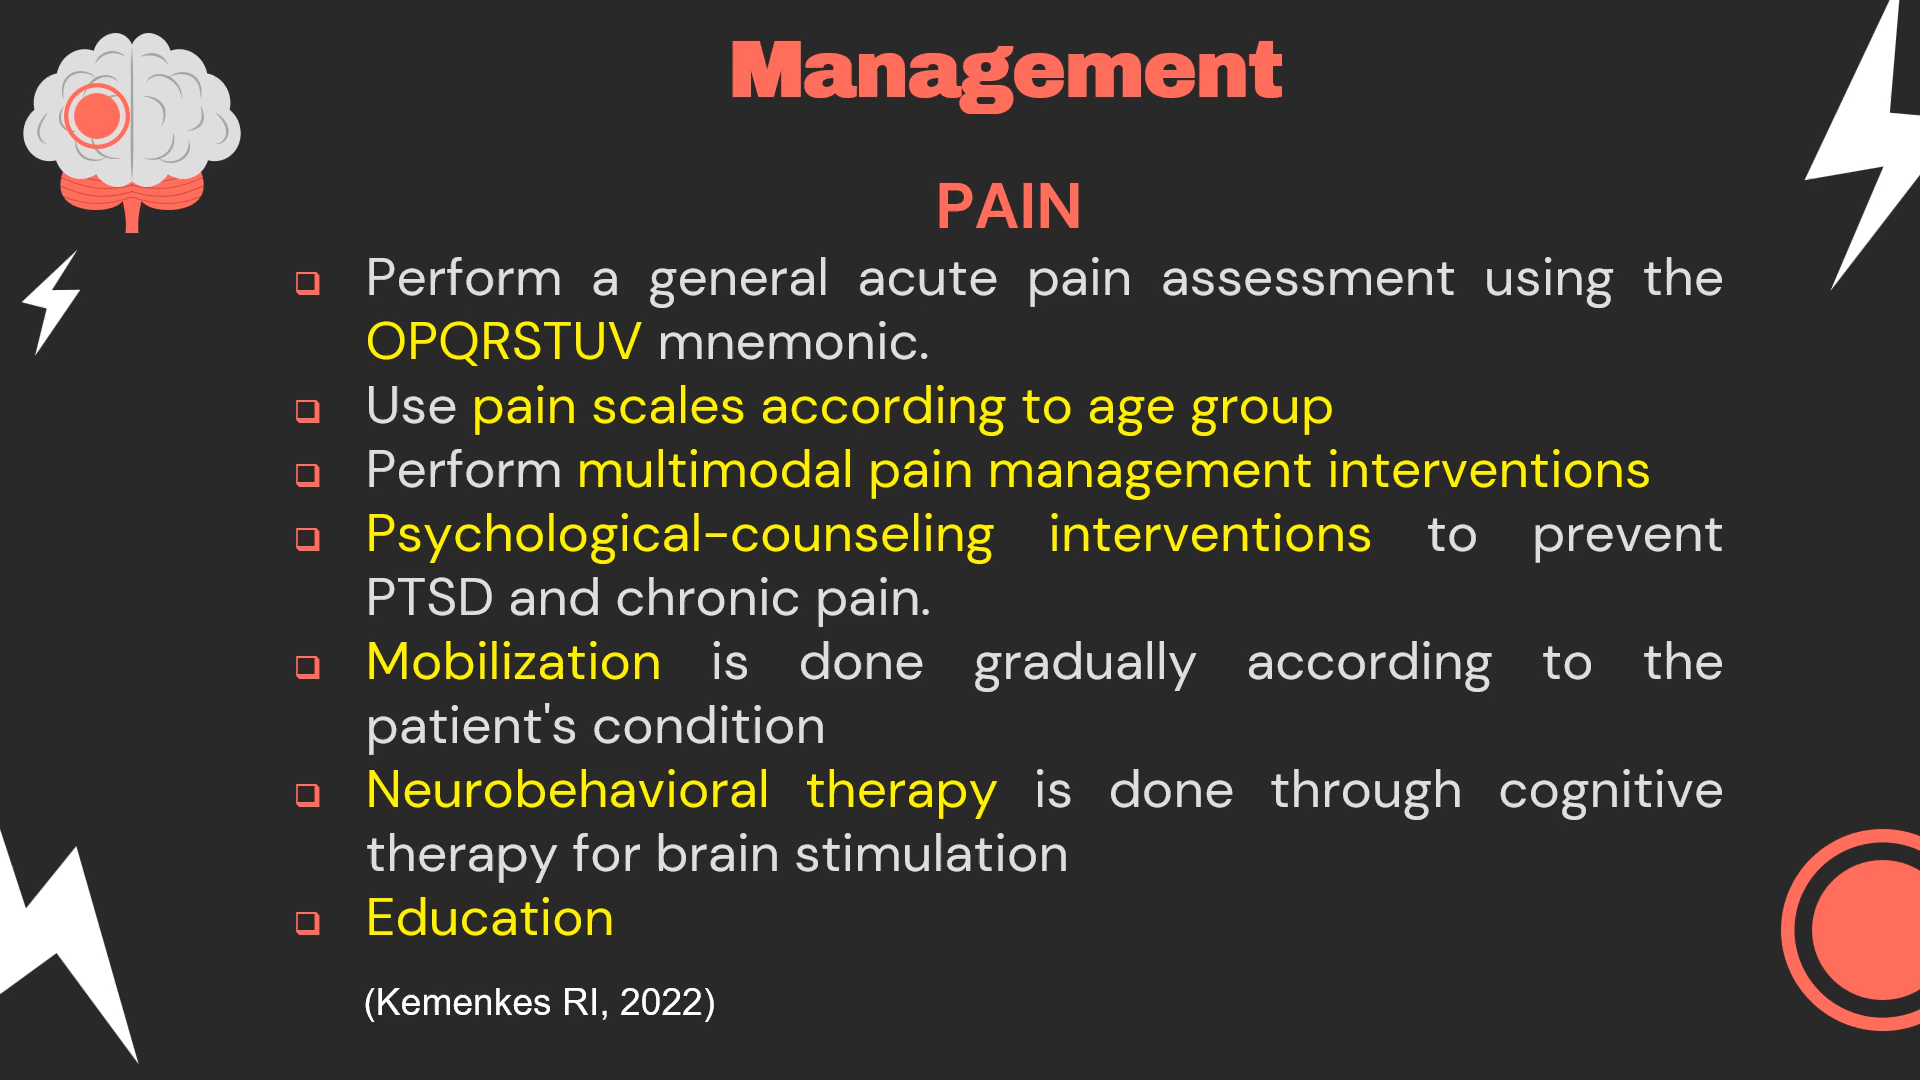 Management
PAIN
❑ Perform a general acute pain assessment using the
OPQRSTUV mnemonic.
❑ Use pain scales according to age group
❑ Perform multimodal pain management interventions
❑ Psychological-counseling interventions to prevent
PTSD and chronic pain.
❑ Mobilization is done gradually according to the
patient's condition
❑ Neurobehavioral therapy is done through cognitive
therapy for brain stimulation
❑ Education
(Kemenkes RI, 2022)